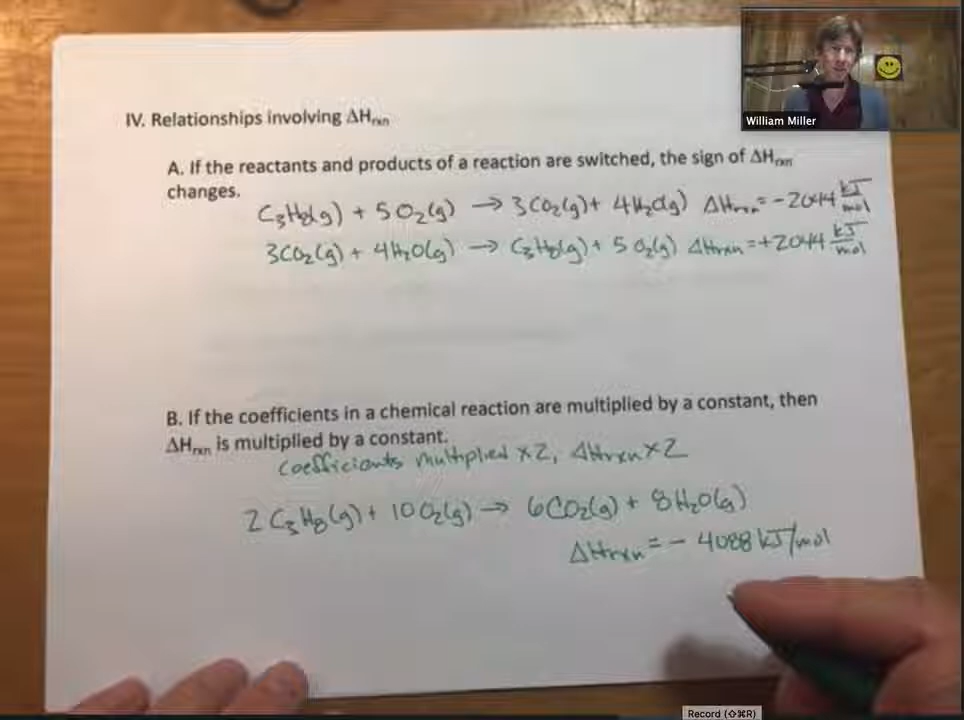 William Miller
IV. Relationships involving ΔHrxn
A. If the reactants and products of a reaction are switched, the sign of ΔHrxn
changes.
C3H8(g) + 5O2(g) → 3CO2(g) + 4H2O(g) ΔHrxn = -2044 kJ/mol
3CO2(g) + 4H2O(g) → C3H8(g) + 5O2(g) ΔHrxn = +2044 kJ/mol
B. If the coefficients in a chemical reaction are multiplied by a constant, then
ΔHrxn is multiplied by a constant.
Coefficients multiplied x2, ΔHrxn x2
2C3H8(g) + 10O2(g) → 6CO2(g) + 8H2O(g)
ΔHrxn = - 4088 kJ/mol
Record (⇧⌘R)